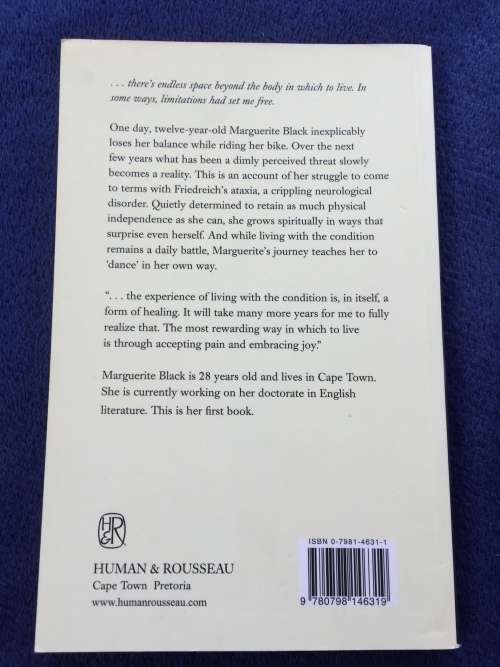 . . . there's endless space beyond the body in which to live. In
some ways, limitations had set me free.
One day, twelve-year-old Marguerite Black inexplicably
loses her balance while riding her bike. Over the next
few years what has been a dimly perceived threat slowly
becomes a reality. This is an account of her struggle to come
to terms with Friedreich's ataxia, a crippling neurological
disorder. Quietly determined to retain as much physical
independence as she can, she grows spiritually in ways that
surprise even herself. And while living with the condition
remains a daily battle, Marguerite's journey teaches her to
'dance' in her own way.
". . . the experience of living with the condition is, in itself, a
form of healing. It will take many more years for me to fully
realize that. The most rewarding way in which to live
is through accepting pain and embracing joy."
Marguerite Black is 28 years old and lives in Cape Town.
She is currently working on her doctorate in English
literature. This is her first book.
H&R
HUMAN & ROUSSEAU
Cape Town Pretoria
www.humanrousseau.com
ISBN 0-7981-4631-1
9 780798 146319